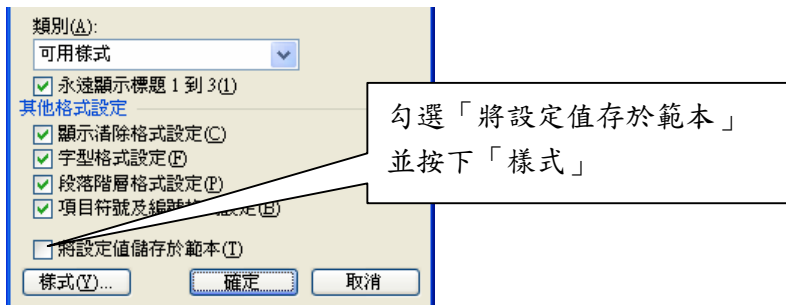 類別(A):
可用樣式
永遠顯示標題 1 到 3(1)
其他格式設定
顯示清除格式設定(C)
字型格式設定(F)
段落階層格式設定(P)
項目符號及編號格式設定(B)
將設定值儲存於範本(T)
樣式(Y)...
確定
取消
勾選「將設定值存於範本」
並按下「樣式」